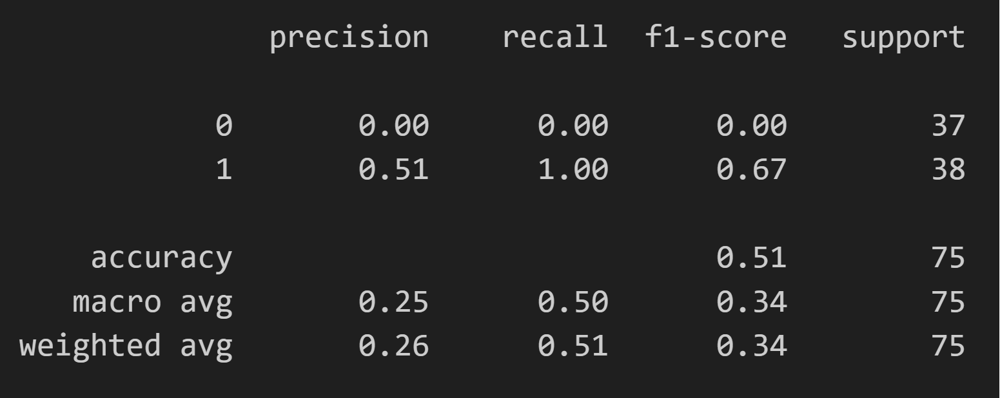 precision recall f1-score support
0 0.00 0.00 0.00 37
1 0.51 1.00 0.67 38
accuracy 0.51 75
macro avg 0.25 0.50 0.34 75
weighted avg 0.26 0.51 0.34 75